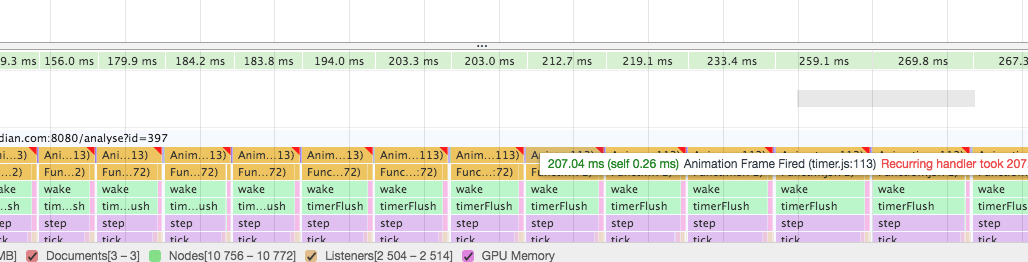 ...
9.3 ms 156.0 ms 179.9 ms 184.2 ms 183.8 ms 194.0 ms 203.3 ms 203.0 ms 212.7 ms 219.1 ms 233.4 ms 259.1 ms 269.8 ms 267.3
dian.com:8080/analyse?id=397
...3) Ani...13) Ani...13) Anim...13) Anim...13) Anim...113) Anim...113) Anim...113)
...2) Fun...2) Fun...72) Fun...72) Fun...72) Func...72) Func...72) Func...72)
207.04 ms (self 0.26 ms) Animation Frame Fired (timer.js:113) Recurring handler took 207.
ake wake wake wake wake wake wake wake wake wake wake wake wake wake
...sh tim...sh tim...ush tim...ush tim...ush timerFlush timerFlush timerFlush timerFlush timerFlush timerFlush timerFlush timerFlush timerFlu
step step step step step step step step step step step step step
tick tick tick tick tick tick tick tick tick tick tick tick tick
MB] Documents[3 – 3] Nodes[10 756 – 10 772] Listeners[2 504 – 2 514] GPU Memory